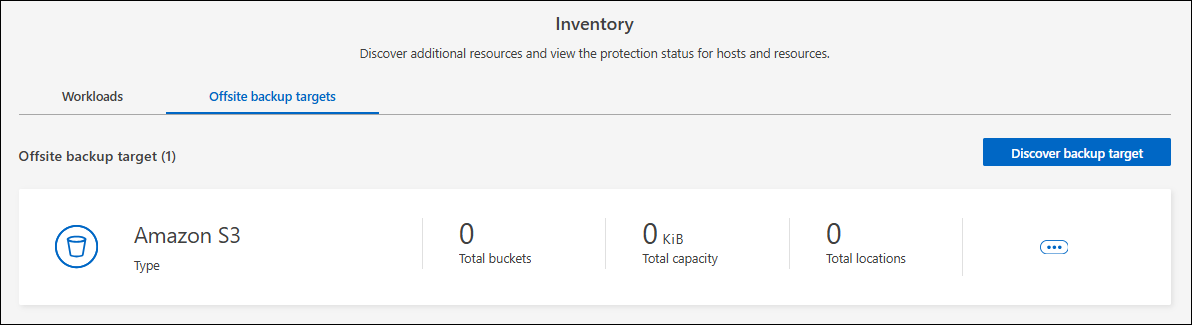 Inventory
Discover additional resources and view the protection status for hosts and resources.
Workloads
Offsite backup targets
Offsite backup target (1)
Discover backup target
Amazon S3
Type
0
Total buckets
0 KiB
Total capacity
0
Total locations